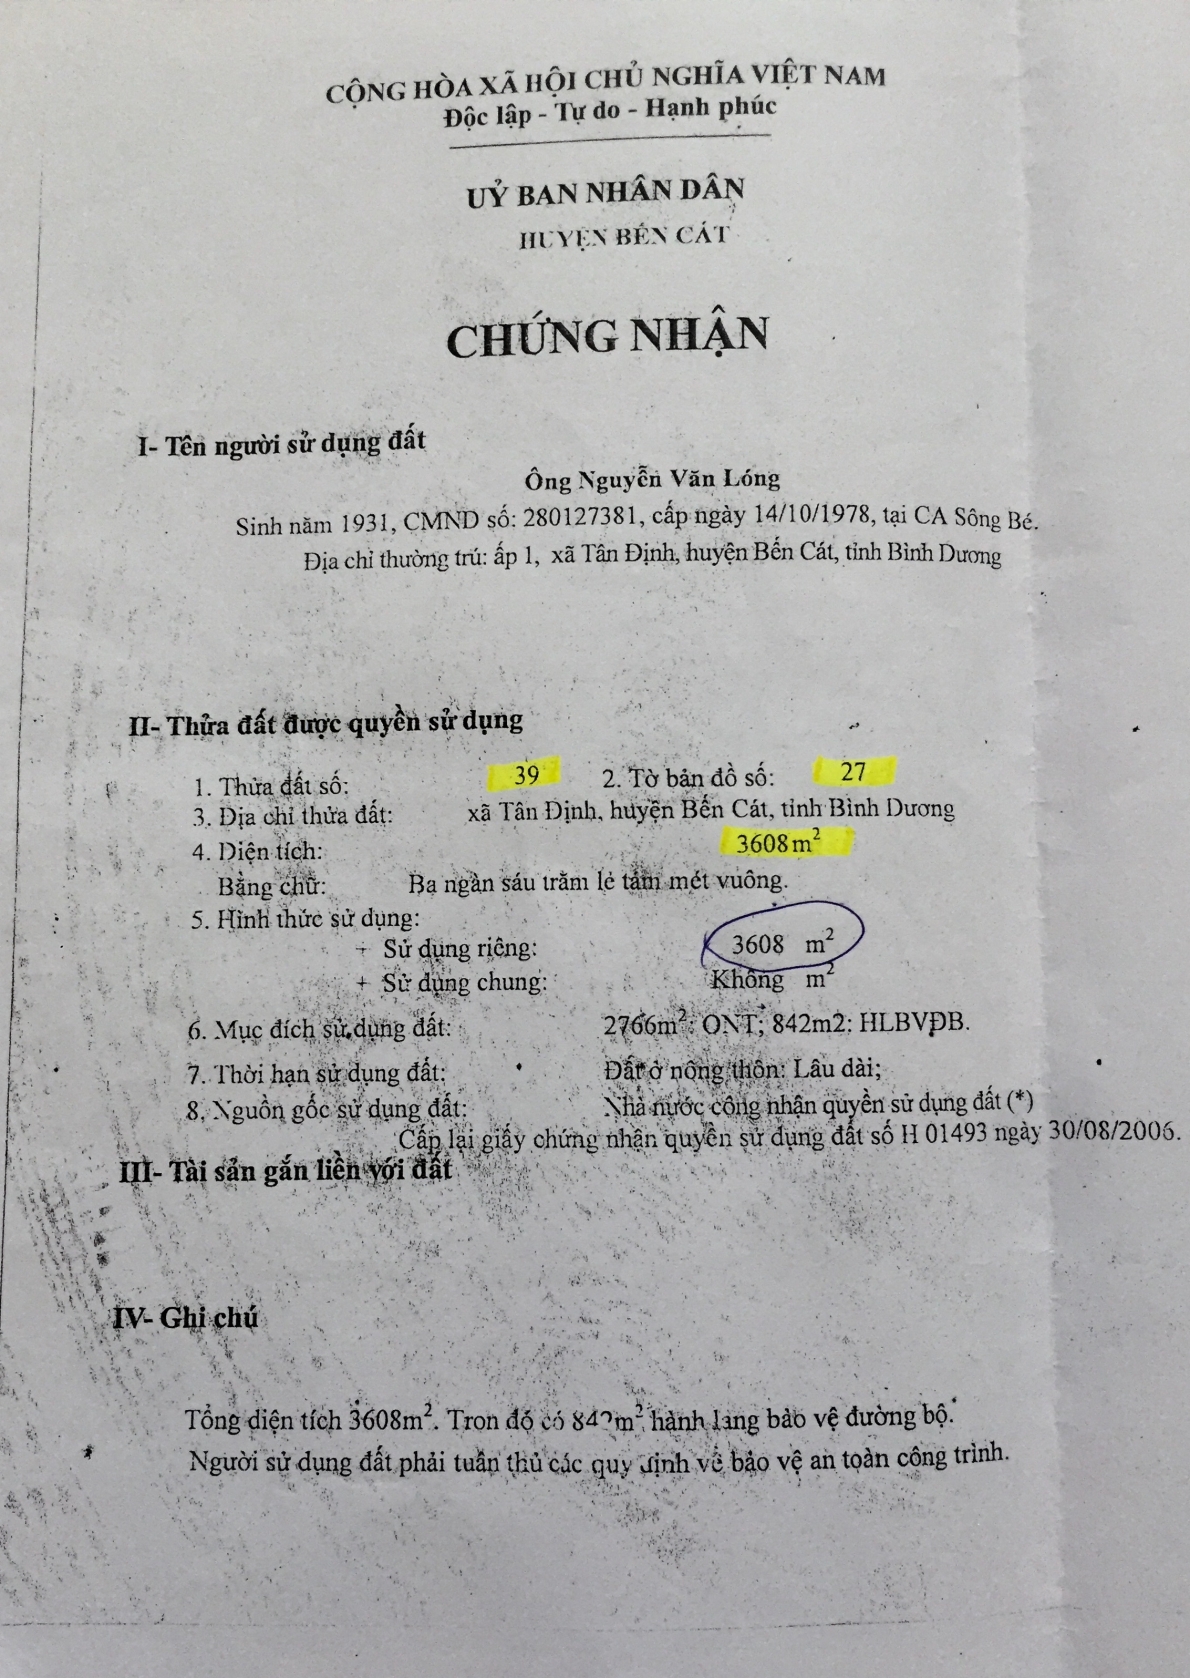 CỘNG HÒA XÃ HỘI CHỦ NGHĨA VIỆT NAM
Độc lập - Tự do - Hạnh phúc
UỶ BAN NHÂN DÂN
HUYỆN BẾN CÁT
CHỨNG NHẬN
I- Tên người sử dụng đất
Ông Nguyễn Văn Lóng
Sinh năm 1931, CMND số: 280127381, cấp ngày 14/10/1978, tại CA Sông Bé.
Địa chỉ thường trú: ấp 1, xã Tân Định, huyện Bến Cát, tỉnh Bình Dương
II- Thửa đất được quyền sử dụng
1. Thửa đất số: 39 2. Tờ bản đồ số: 27
3. Địa chỉ thửa đất: xã Tân Định, huyện Bến Cát, tỉnh Bình Dương
4. Diện tích: 3608m²
Bằng chữ: Ba ngàn sáu trăm lẻ tám mét vuông.
5. Hình thức sử dụng:
+ Sử dụng riêng: 3608 m²
+ Sử dụng chung: Không m²
6. Mục đích sử dụng đất: 2766m²: ONT; 842m2: HLBVĐB.
7. Thời hạn sử dụng đất: Đất ở nông thôn: Lâu dài;
8. Nguồn gốc sử dụng đất: Nhà nước công nhận quyền sử dụng đất (*)
Cấp lại giấy chứng nhận quyền sử dụng đất số H 01493 ngày 30/08/2006.
III- Tài sản gắn liền với đất
IV- Ghi chú
Tổng diện tích 3608m². Tron đó có 842m² hành lang bảo vệ đường bộ.
Người sử dụng đất phải tuân thủ các quy định về bảo vệ an toàn công trình.